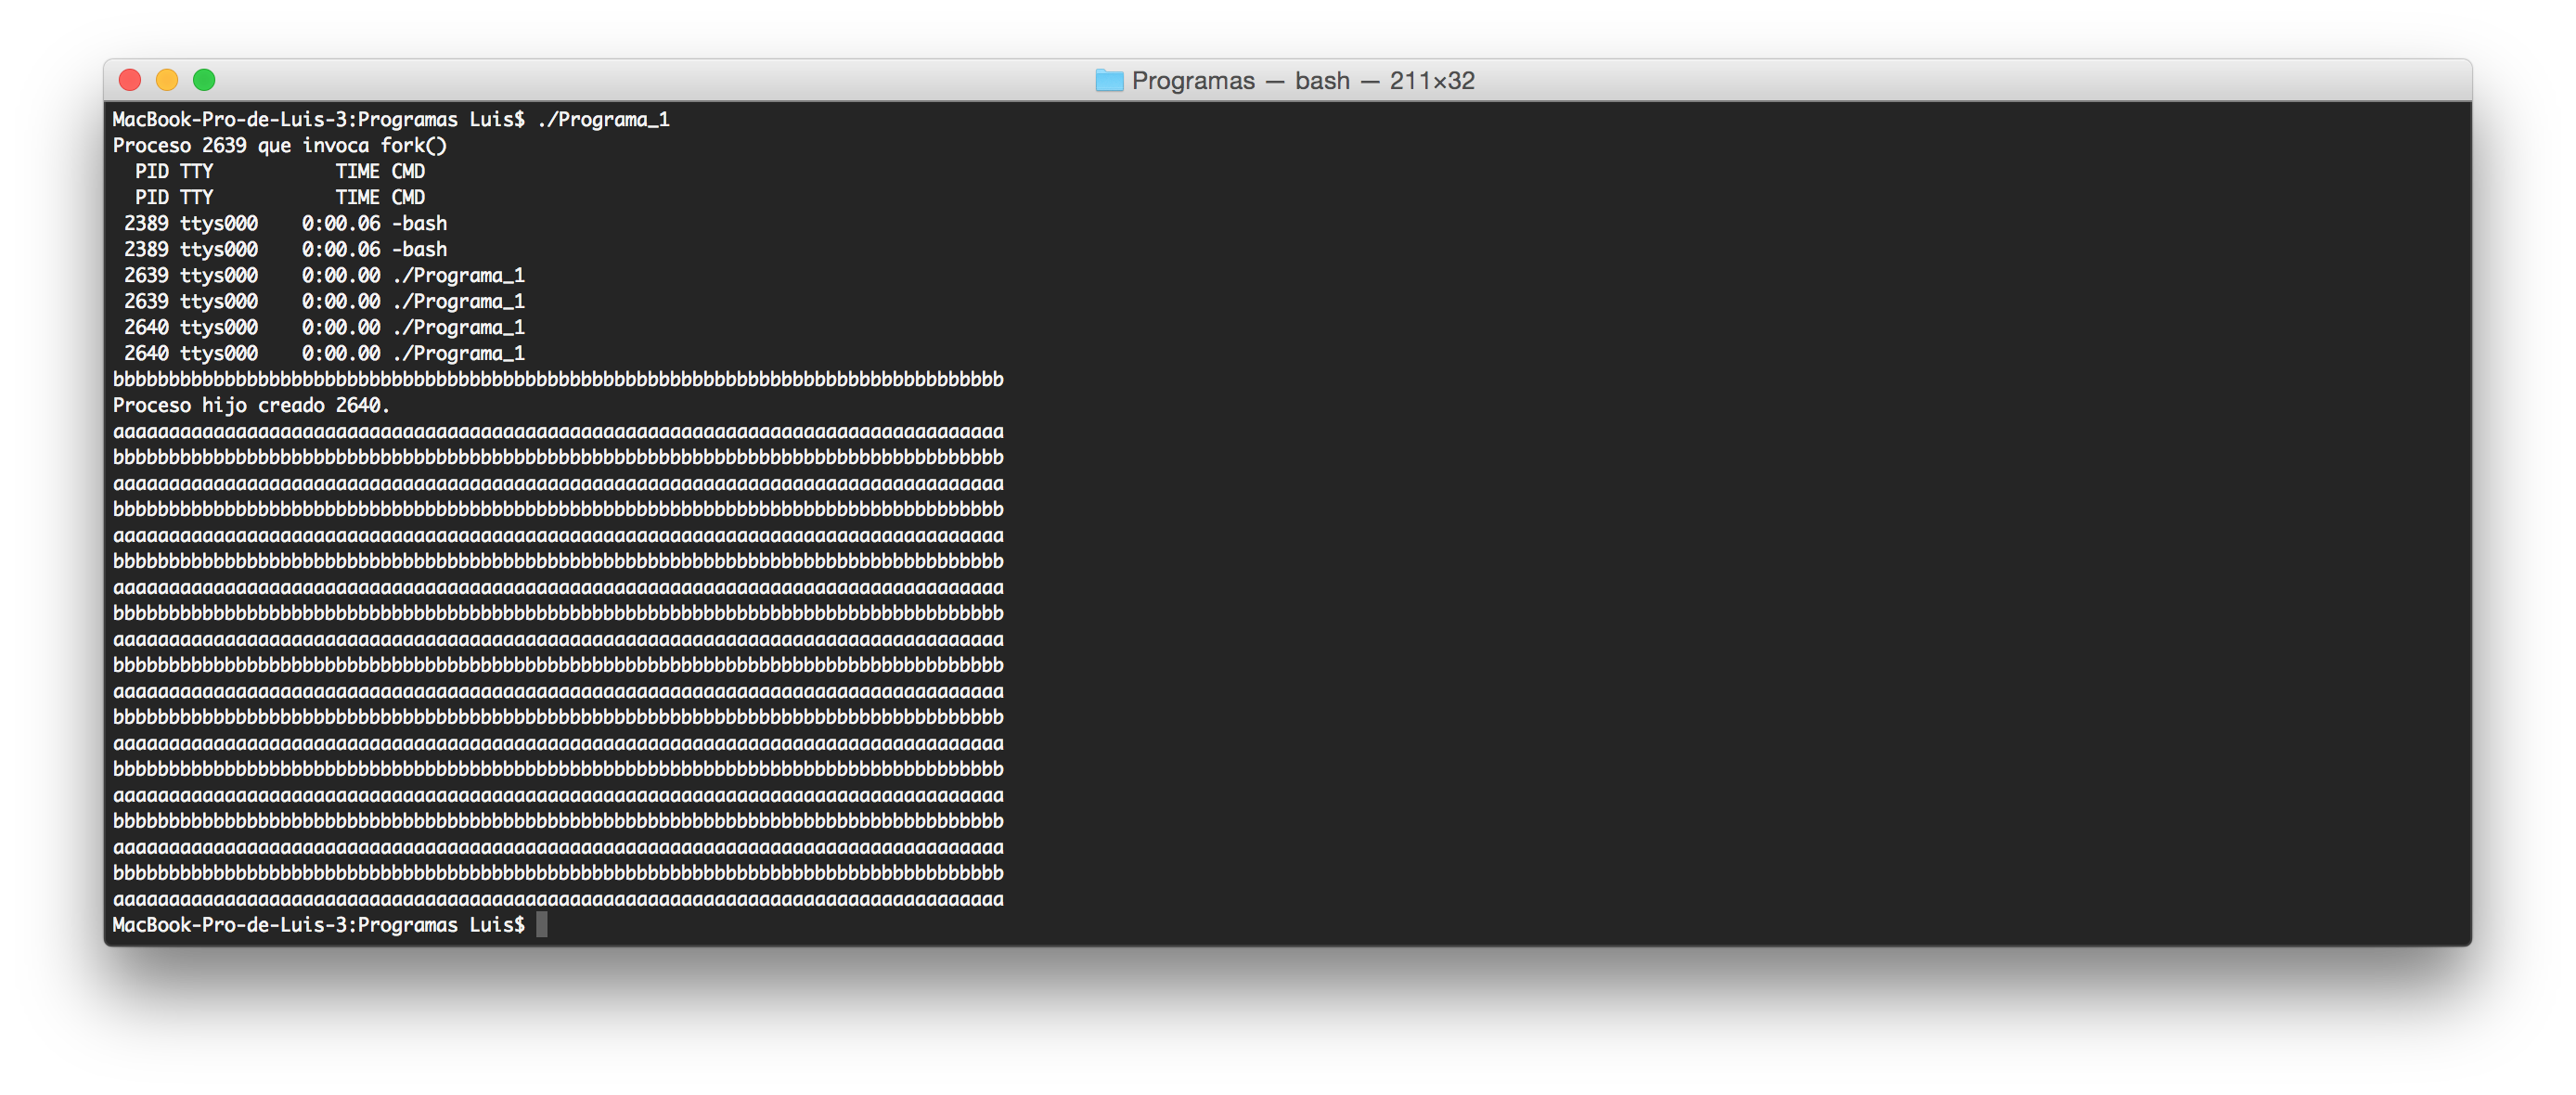 Programas — bash — 211×32
MacBook-Pro-de-Luis-3:Programas Luis$ ./Programa_1
Proceso 2639 que invoca fork()
  PID TTY           TIME CMD
  PID TTY           TIME CMD
 2389 ttys000    0:00.06 -bash
 2389 ttys000    0:00.06 -bash
 2639 ttys000    0:00.00 ./Programa_1
 2639 ttys000    0:00.00 ./Programa_1
 2640 ttys000    0:00.00 ./Programa_1
 2640 ttys000    0:00.00 ./Programa_1
bbbbbbbbbbbbbbbbbbbbbbbbbbbbbbbbbbbbbbbbbbbbbbbbbbbbbbbbbbbbbbbbbbbbbbbbbbbbbbbb
Proceso hijo creado 2640.
aaaaaaaaaaaaaaaaaaaaaaaaaaaaaaaaaaaaaaaaaaaaaaaaaaaaaaaaaaaaaaaaaaaaaaaaaaaaaaaa
bbbbbbbbbbbbbbbbbbbbbbbbbbbbbbbbbbbbbbbbbbbbbbbbbbbbbbbbbbbbbbbbbbbbbbbbbbbbbbbb
aaaaaaaaaaaaaaaaaaaaaaaaaaaaaaaaaaaaaaaaaaaaaaaaaaaaaaaaaaaaaaaaaaaaaaaaaaaaaaaa
bbbbbbbbbbbbbbbbbbbbbbbbbbbbbbbbbbbbbbbbbbbbbbbbbbbbbbbbbbbbbbbbbbbbbbbbbbbbbbbb
aaaaaaaaaaaaaaaaaaaaaaaaaaaaaaaaaaaaaaaaaaaaaaaaaaaaaaaaaaaaaaaaaaaaaaaaaaaaaaaa
bbbbbbbbbbbbbbbbbbbbbbbbbbbbbbbbbbbbbbbbbbbbbbbbbbbbbbbbbbbbbbbbbbbbbbbbbbbbbbbb
aaaaaaaaaaaaaaaaaaaaaaaaaaaaaaaaaaaaaaaaaaaaaaaaaaaaaaaaaaaaaaaaaaaaaaaaaaaaaaaa
bbbbbbbbbbbbbbbbbbbbbbbbbbbbbbbbbbbbbbbbbbbbbbbbbbbbbbbbbbbbbbbbbbbbbbbbbbbbbbbb
aaaaaaaaaaaaaaaaaaaaaaaaaaaaaaaaaaaaaaaaaaaaaaaaaaaaaaaaaaaaaaaaaaaaaaaaaaaaaaaa
bbbbbbbbbbbbbbbbbbbbbbbbbbbbbbbbbbbbbbbbbbbbbbbbbbbbbbbbbbbbbbbbbbbbbbbbbbbbbbbb
aaaaaaaaaaaaaaaaaaaaaaaaaaaaaaaaaaaaaaaaaaaaaaaaaaaaaaaaaaaaaaaaaaaaaaaaaaaaaaaa
bbbbbbbbbbbbbbbbbbbbbbbbbbbbbbbbbbbbbbbbbbbbbbbbbbbbbbbbbbbbbbbbbbbbbbbbbbbbbbbb
aaaaaaaaaaaaaaaaaaaaaaaaaaaaaaaaaaaaaaaaaaaaaaaaaaaaaaaaaaaaaaaaaaaaaaaaaaaaaaaa
bbbbbbbbbbbbbbbbbbbbbbbbbbbbbbbbbbbbbbbbbbbbbbbbbbbbbbbbbbbbbbbbbbbbbbbbbbbbbbbb
aaaaaaaaaaaaaaaaaaaaaaaaaaaaaaaaaaaaaaaaaaaaaaaaaaaaaaaaaaaaaaaaaaaaaaaaaaaaaaaa
bbbbbbbbbbbbbbbbbbbbbbbbbbbbbbbbbbbbbbbbbbbbbbbbbbbbbbbbbbbbbbbbbbbbbbbbbbbbbbbb
aaaaaaaaaaaaaaaaaaaaaaaaaaaaaaaaaaaaaaaaaaaaaaaaaaaaaaaaaaaaaaaaaaaaaaaaaaaaaaaa
bbbbbbbbbbbbbbbbbbbbbbbbbbbbbbbbbbbbbbbbbbbbbbbbbbbbbbbbbbbbbbbbbbbbbbbbbbbbbbbb
aaaaaaaaaaaaaaaaaaaaaaaaaaaaaaaaaaaaaaaaaaaaaaaaaaaaaaaaaaaaaaaaaaaaaaaaaaaaaaaa
MacBook-Pro-de-Luis-3:Programas Luis$